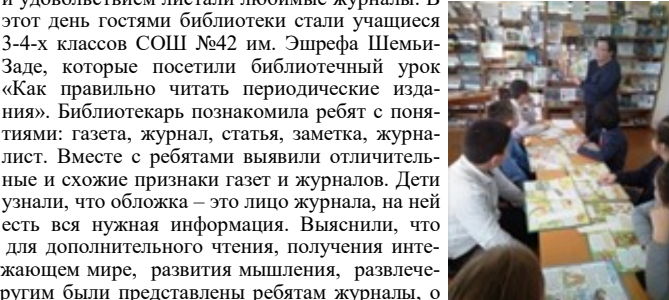 и удовольствием листали любимые журналы. В
этот день гостями библиотеки стали учащиеся
3-4-х классов СОШ №42 им. Эшрефа Шемьи-
Заде, которые посетили библиотечный урок
«Как правильно читать периодические изда-
ния». Библиотекарь познакомила ребят с поня-
тиями: газета, журнал, статья, заметка, журна-
лист. Вместе с ребятами выявили отличитель-
ные и схожие признаки газет и журналов. Дети
узнали, что обложка – это лицо журнала, на ней
есть вся нужная информация. Выяснили, что
для дополнительного чтения, получения инте-
жающем мире, развития мышления, развлече-
ругим были представлены ребятам журналы, о